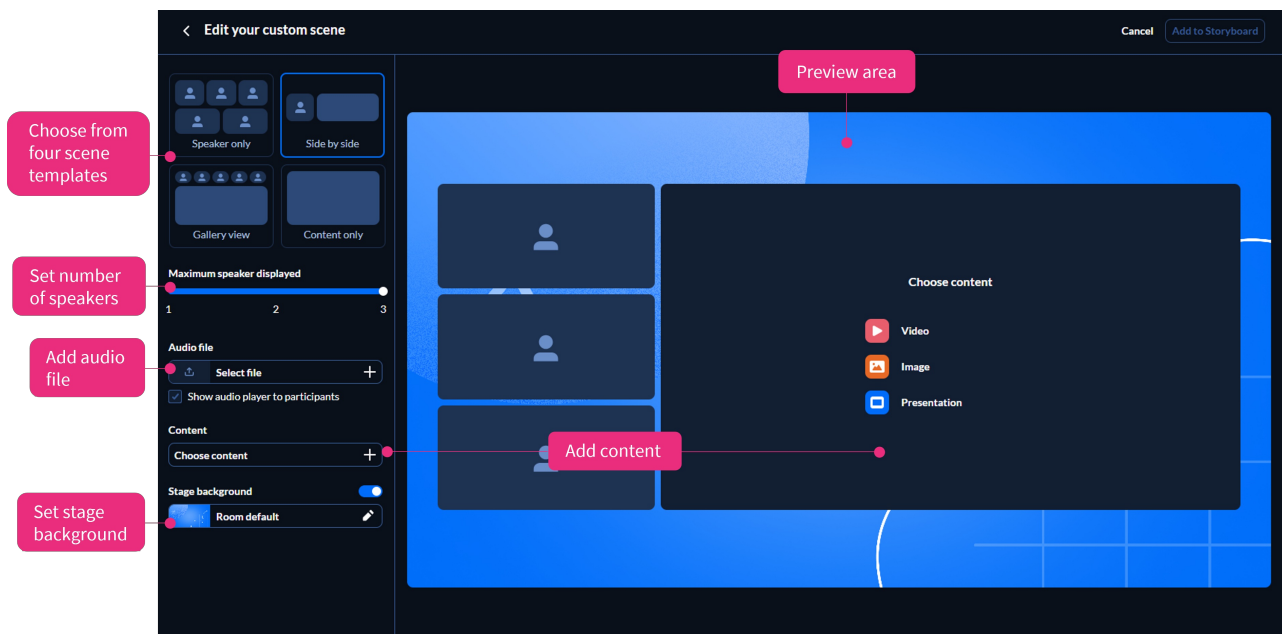 Edit your custom scene
Cancel
Add to Storyboard
Preview area
Choose from
four scene
templates
Speaker only
Side by side
Gallery view
Content only
Set number
of speakers
Maximum speaker displayed
1 2 3
Add audio
file
Audio file
Select file
Show audio player to participants
Content
Choose content
Add content
Set stage
background
Stage background
Room default
Choose content
Video
Image
Presentation